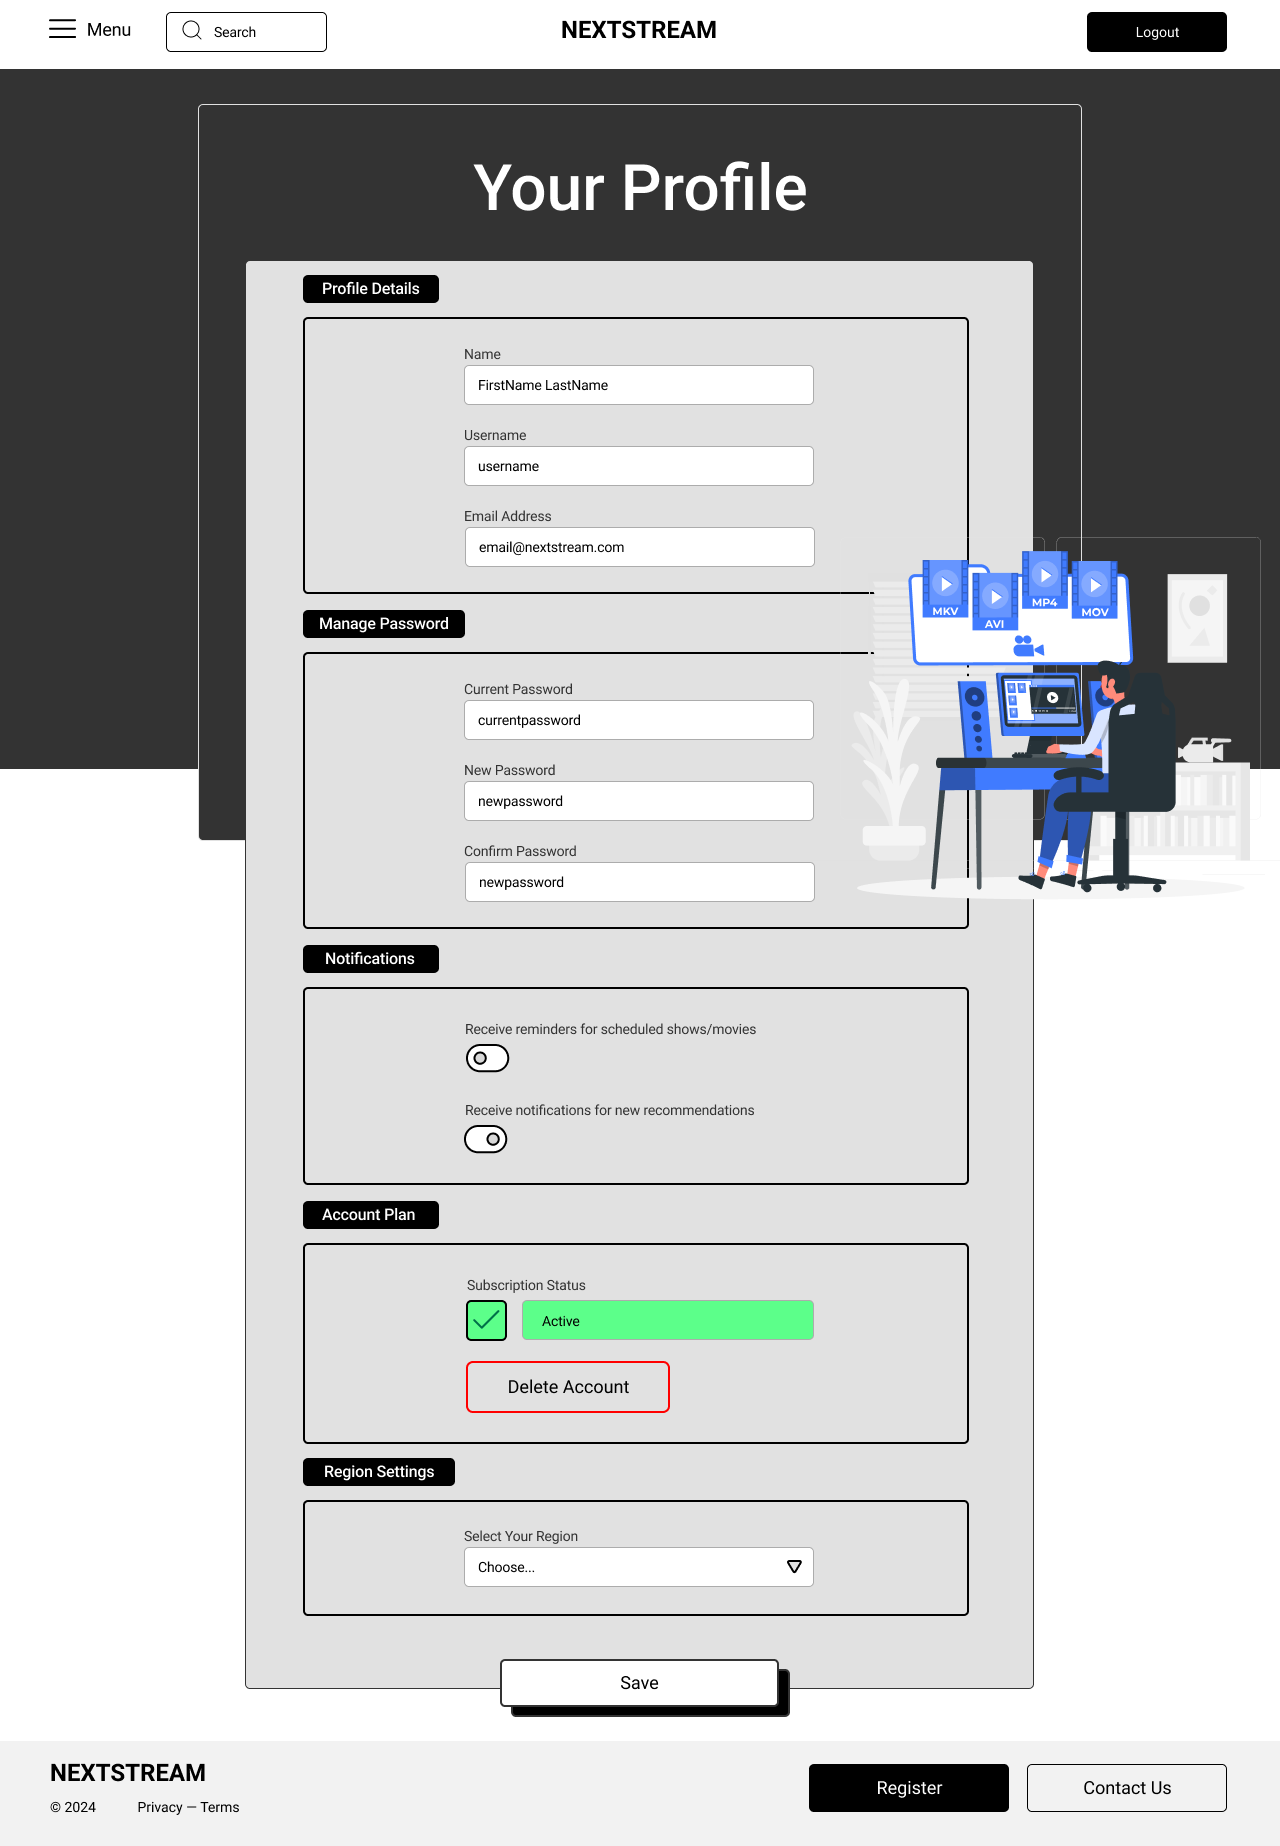 Menu
Search
NEXTSTREAM
Logout
Your Profile
Profile Details
Name
FirstName LastName
Username
username
Email Address
email@nextstream.com
MKV
AVI
MP4
MOV
Manage Password
Current Password
currentpassword
New Password
newpassword
Confirm Password
newpassword
Notifications
Receive reminders for scheduled shows/movies
Receive notifications for new recommendations
Account Plan
Subscription Status
Active
Delete Account
Region Settings
Select Your Region
Choose...
Save
NEXTSTREAM
© 2024
Privacy — Terms
Register
Contact Us